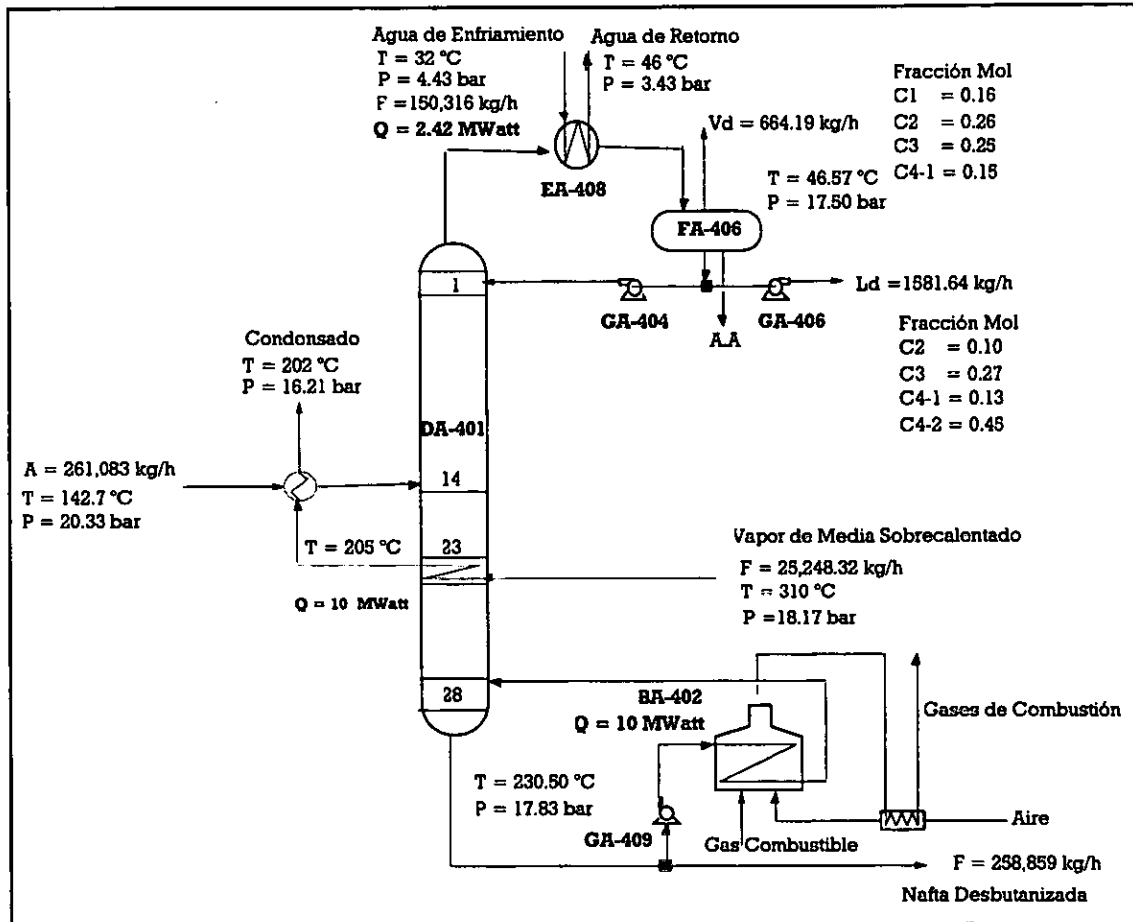 Agua de Enfriamiento
T = 32 °C
P = 4.43 bar
F = 150,316 kg/h
Q = 2.42 MWatt
Agua de Retorno
T = 46 °C
P = 3.43 bar
EA-408
Vd = 664.19 kg/h
Fracción Mol
C1 = 0.16
C2 = 0.26
C3 = 0.25
C4-1 = 0.15
T = 46.57 °C
P = 17.50 bar
FA-406
1
GA-404
GA-406
A.A
Ld = 1581.64 kg/h
Fracción Mol
C2 = 0.10
C3 = 0.27
C4-1 = 0.13
C4-2 = 0.45
Condensado
T = 202 °C
P = 16.21 bar
DA-401
A = 261,083 kg/h
T = 142.7 °C
P = 20.33 bar
14
T = 205 °C
23
Q = 10 MWatt
Vapor de Media Sobrecalentado
F = 25,248.32 kg/h
T = 310 °C
P = 18.17 bar
28
BA-402
Q = 10 MWatt
Gases de Combustión
T = 230.50 °C
P = 17.83 bar
GA-409
Gas Combustible
Aire
F = 258,859 kg/h
Nafta Desbutanizada